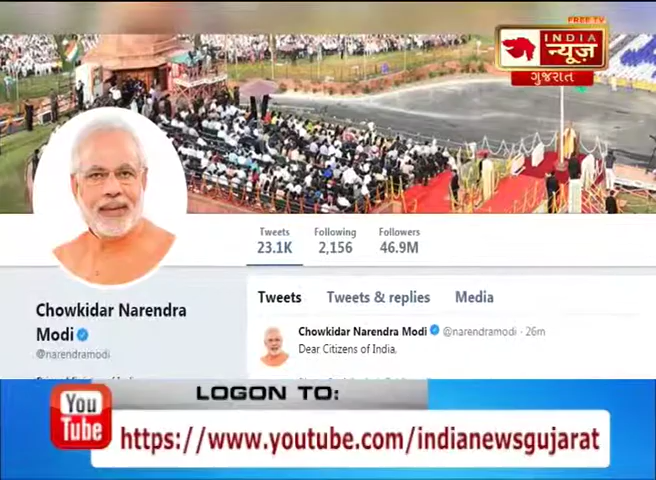 FREE TV
INDIA
न्यूज़
ગુજરાત
Tweets Following Followers
23.1K 2,156 46.9M
Tweets Tweets & replies Media
Chowkidar Narendra
Modi
@narendramodi
Chowkidar Narendra Modi @narendramodi · 26m
Dear Citizens of India,
LOGON TO:
You
Tube
https://www.youtube.com/indianewsgujarat